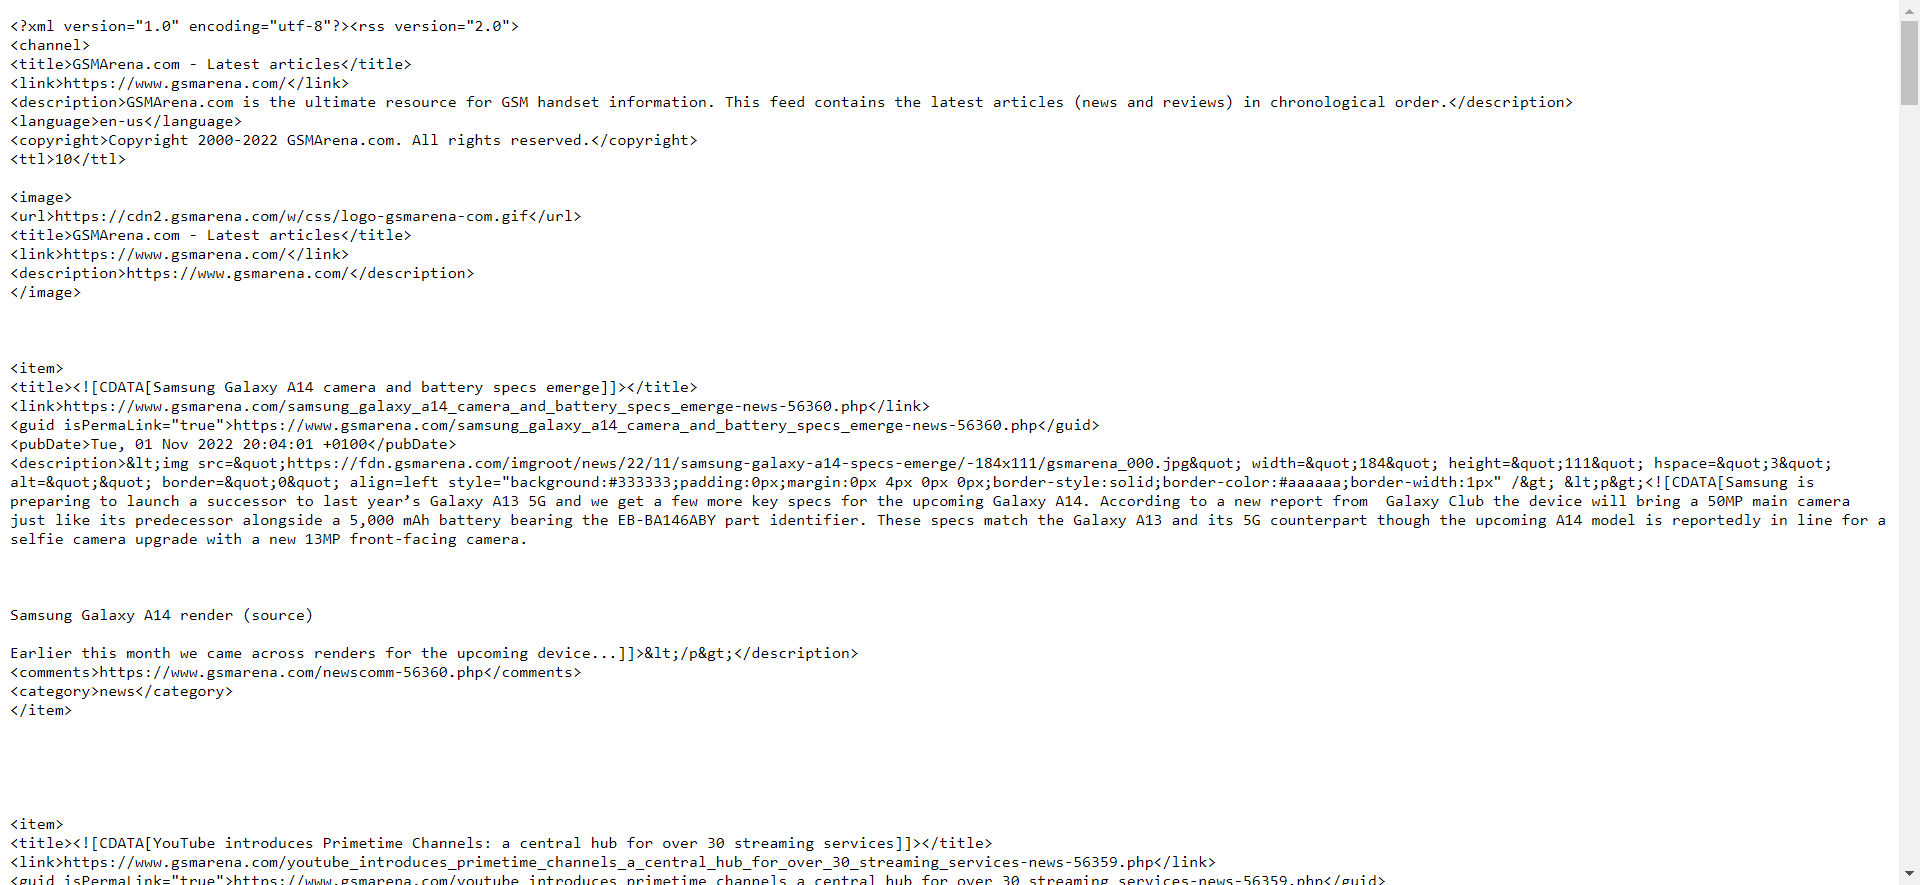 <?xml version="1.0" encoding="utf-8"?><rss version="2.0">
<channel>
<title>GSMArena.com - Latest articles</title>
<link>https://www.gsmarena.com/</link>
<description>GSMArena.com is the ultimate resource for GSM handset information. This feed contains the latest articles (news and reviews) in chronological order.</description>
<language>en-us</language>
<copyright>Copyright 2000-2022 GSMArena.com. All rights reserved.</copyright>
<ttl>10</ttl>
<image>
<url>https://cdn2.gsmarena.com/w/css/logo-gsmarena-com.gif</url>
<title>GSMArena.com - Latest articles</title>
<link>https://www.gsmarena.com/</link>
<description>https://www.gsmarena.com/</description>
</image>
<item>
<title><![CDATA[Samsung Galaxy A14 camera and battery specs emerge]]></title>
<link>https://www.gsmarena.com/samsung_galaxy_a14_camera_and_battery_specs_emerge-news-56360.php</link>
<guid isPermaLink="true">https://www.gsmarena.com/samsung_galaxy_a14_camera_and_battery_specs_emerge-news-56360.php</guid>
<pubDate>Tue, 01 Nov 2022 20:04:01 +0100</pubDate>
<description>&lt;img src=&quot;https://fdn.gsmarena.com/imgroot/news/22/11/samsung-galaxy-a14-specs-emerge/-184x111/gsmarena_000.jpg&quot; width=&quot;184&quot; height=&quot;111&quot; hspace=&quot;3&quot;
alt=&quot;&quot; border=&quot;0&quot; align=left style="background:#333333;padding:0px;margin:0px 4px 0px 0px;border-style:solid;border-color:#aaaaaa;border-width:1px" /&gt; &lt;p&gt;<![CDATA[Samsung is
preparing to launch a successor to last year’s Galaxy A13 5G and we get a few more key specs for the upcoming Galaxy A14. According to a new report from  Galaxy Club the device will bring a 50MP main camera
just like its predecessor alongside a 5,000 mAh battery bearing the EB-BA146ABY part identifier. These specs match the Galaxy A13 and its 5G counterpart though the upcoming A14 model is reportedly in line for a
selfie camera upgrade with a new 13MP front-facing camera.
Samsung Galaxy A14 render (source)
Earlier this month we came across renders for the upcoming device...]]>&lt;/p&gt;</description>
<comments>https://www.gsmarena.com/newscomm-56360.php</comments>
<category>news</category>
</item>
<item>
<title><![CDATA[YouTube introduces Primetime Channels: a central hub for over 30 streaming services]]></title>
<link>https://www.gsmarena.com/youtube_introduces_primetime_channels_a_central_hub_for_over_30_streaming_services-news-56359.php</link>
<guid isPermaLink="true">https://www.gsmarena.com/youtube_introduces_primetime_channels_a_central_hub_for_over_30_streaming_services-news-56359.php</guid>